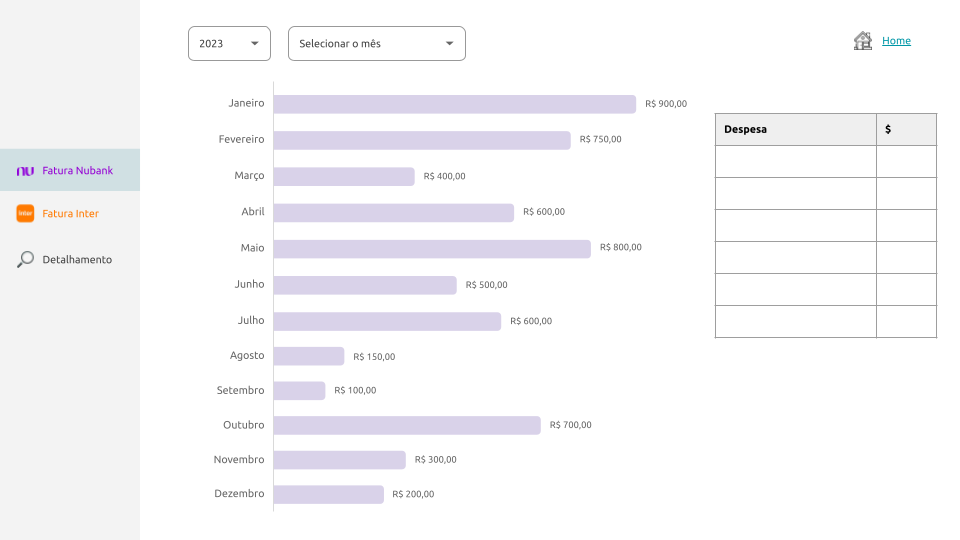 2023
Selecionar o mês
Home
nu Fatura Nubank
inter Fatura Inter
Detalhamento
Janeiro R$ 900,00
Fevereiro R$ 750,00
Março R$ 400,00
Abril R$ 600,00
Maio R$ 800,00
Junho R$ 500,00
Julho R$ 600,00
Agosto R$ 150,00
Setembro R$ 100,00
Outubro R$ 700,00
Novembro R$ 300,00
Dezembro R$ 200,00
Despesa $